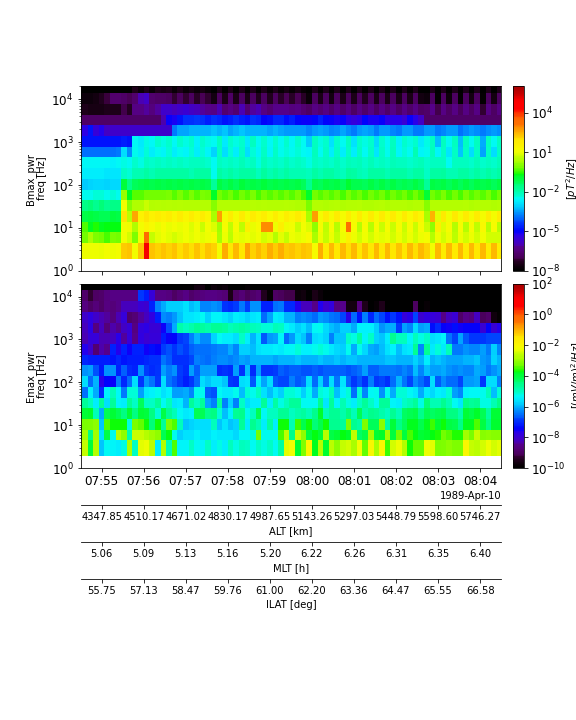 10^4
10^3
10^2
10^1
10^0
Bmax_pwr
freq [Hz]
10^4
10^1
10^-2
10^-5
10^-8
[pT^2/Hz]
10^4
10^3
10^2
10^1
10^0
Emax_pwr
freq [Hz]
10^2
10^0
10^-2
10^-4
10^-6
10^-8
10^-10
[(mV/m)^2/Hz]
07:55 07:56 07:57 07:58 07:59 08:00 08:01 08:02 08:03 08:04
1989-Apr-10
4347.85 4510.17 4671.02 4830.17 4987.65 5143.26 5297.03 5448.79 5598.60 5746.27
ALT [km]
5.06 5.09 5.13 5.16 5.20 6.22 6.26 6.31 6.35 6.40
MLT [h]
55.75 57.13 58.47 59.76 61.00 62.20 63.36 64.47 65.55 66.58
ILAT [deg]